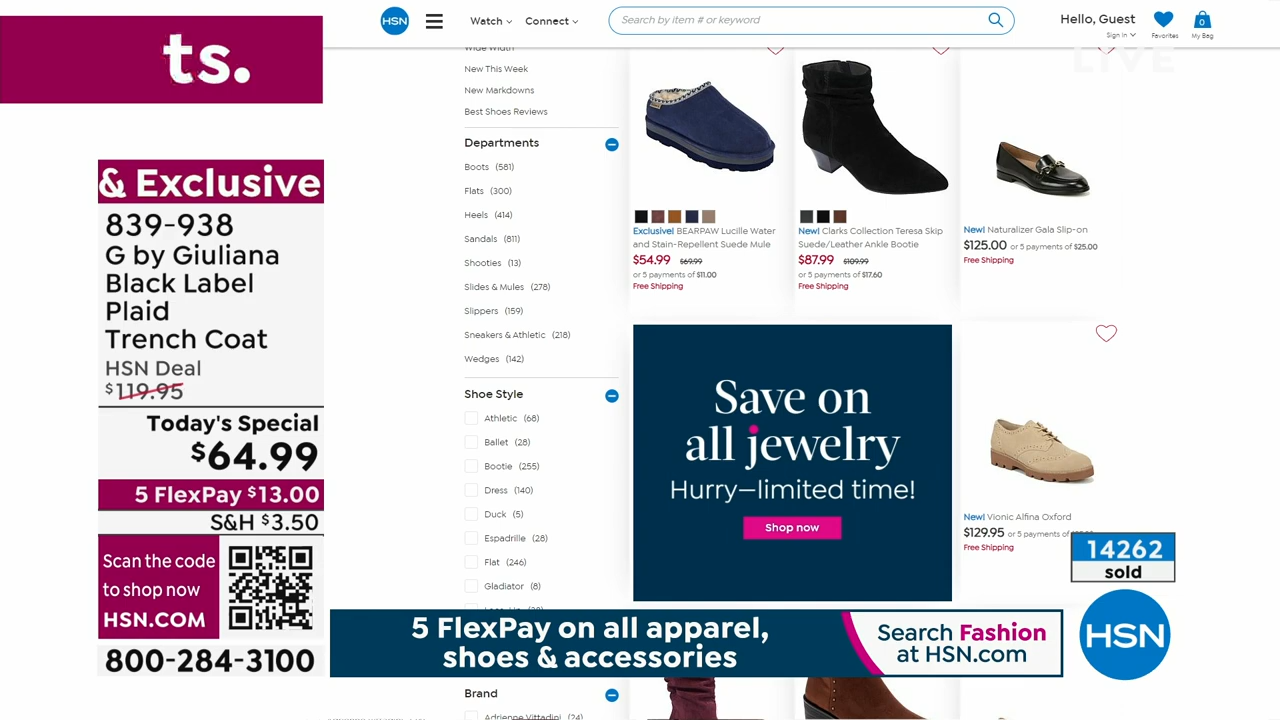 ts.
& Exclusive
839-938
G by Giuliana
Black Label
Plaid
Trench Coat
HSN Deal
$119.95
Today's Special
$64.99
5 FlexPay $13.00
S&H $3.50
Scan the code
to shop now
HSN.COM
800-284-3100
HSN
Watch
Connect
Search by item # or keyword
Hello, Guest
Sign In
Favorites
0
My Bag
LIVE
Wide Width
New This Week
New Markdowns
Best Shoes Reviews
Departments
Boots (581)
Flats (300)
Heels (414)
Sandals (811)
Shooties (13)
Slides & Mules (278)
Slippers (159)
Sneakers & Athletic (218)
Wedges (142)
Shoe Style
Athletic (68)
Ballet (28)
Bootie (255)
Dress (140)
Duck (5)
Espadrille (28)
Flat (246)
Gladiator (8)
Brand
Adrienne Vittadini (24)
Exclusive! BEARPAW Lucille Water
and Stain-Repellent Suede Mule
$54.99 $69.99
or 5 payments of $11.00
Free Shipping
New! Clarks Collection Teresa Skip
Suede/Leather Ankle Bootie
$87.99 $109.99
or 5 payments of $17.60
Free Shipping
New! Naturalizer Gala Slip-on
$125.00 or 5 payments of $25.00
Free Shipping
Save on
all jewelry
Hurry—limited time!
Shop now
New! Vionic Alfina Oxford
$129.95 or 5 payments of
Free Shipping
14262
sold
5 FlexPay on all apparel,
shoes & accessories
Search Fashion
at HSN.com
HSN